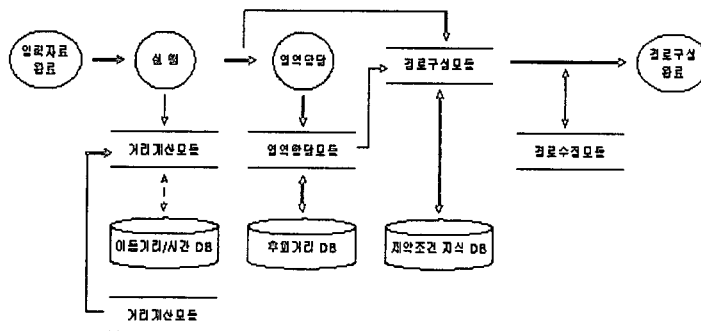 입력자료
완료
실 행
영역할당
경로구성모듈
경로구성
완료
거리계산모듈
영역할당모듈
경로수정모듈
이동거리/시간 DB
우회거리 DB
제약조건 지식 DB
거리계산모듈